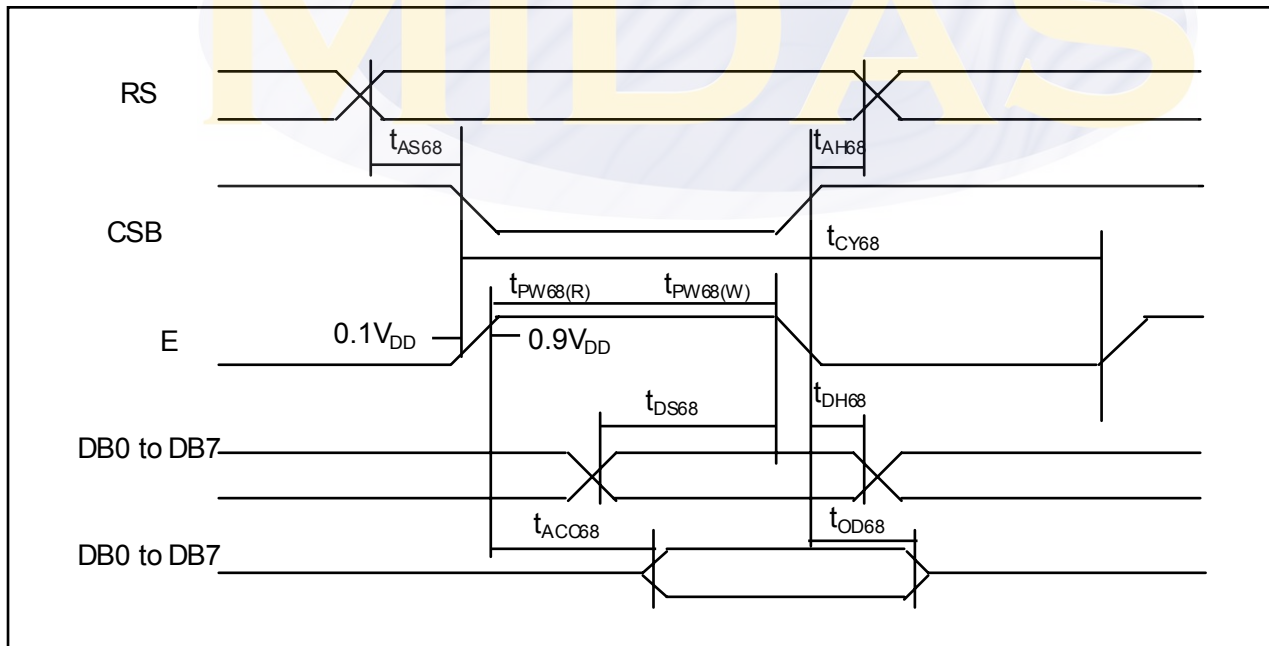 MIDAS
RS
tAS68
tAH68
CSB
tCY68
tPW68(R) tPW68(W)
0.1VDD
0.9VDD
E
tDS68
tDH68
DB0 to DB7
tACC68
tOD68
DB0 to DB7